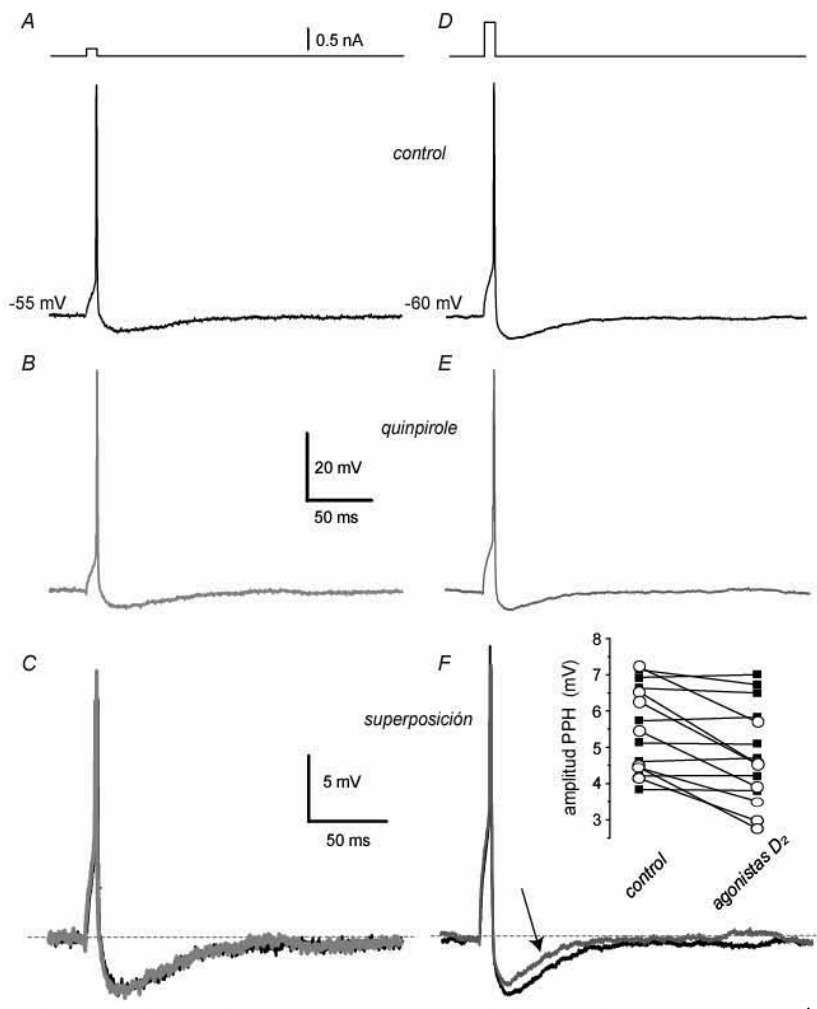 A
0.5 nA
D
control
-55 mV
-60 mV
B
E
quinpirole
20 mV
50 ms
C
F
superposición
5 mV
50 ms
amplitud PPH (mV)
8
7
6
5
4
3
control
agonistas D2